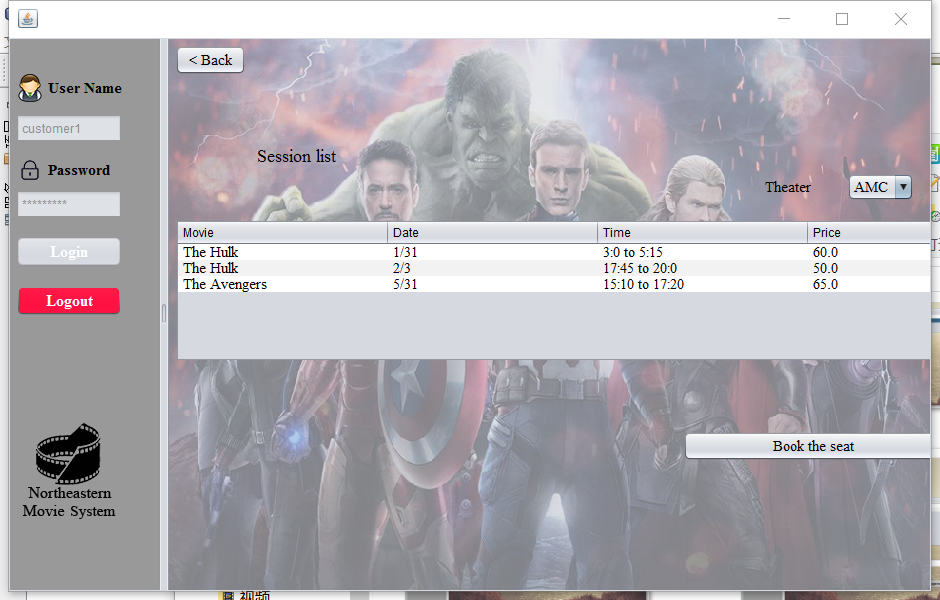 < Back
User Name
customer1
Password
*********
Login
Logout
Northeastern
Movie System
Session list
Theater AMC
Movie Date Time Price
The Hulk 1/31 3:0 to 5:15 60.0
The Hulk 2/3 17:45 to 20:0 50.0
The Avengers 5/31 15:10 to 17:20 65.0
Book the seat
视频